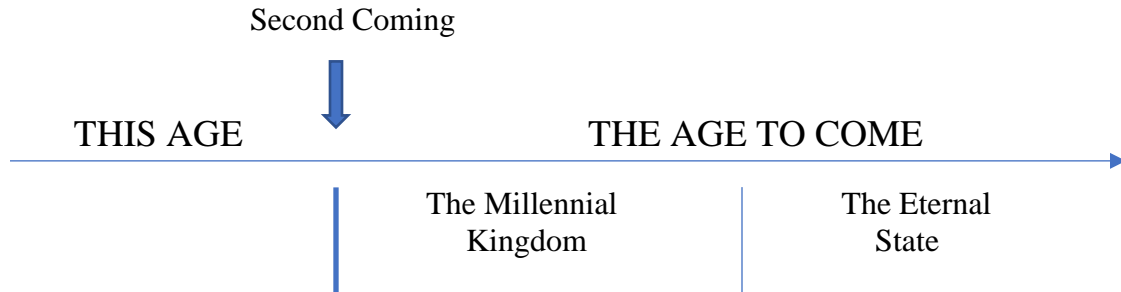 Second Coming
THIS AGE
THE AGE TO COME
The Millennial
Kingdom
The Eternal
State